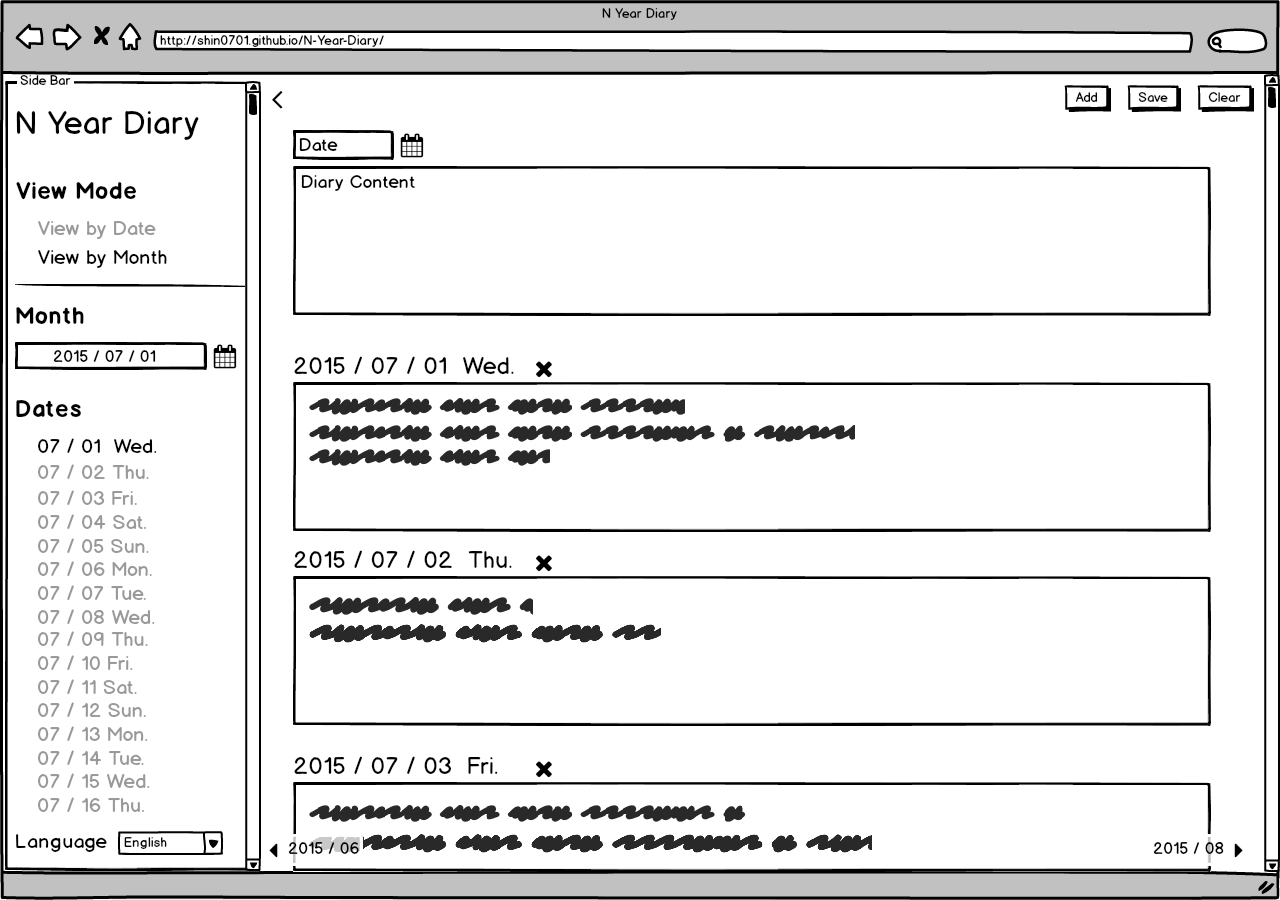 N Year Diary
http://shin0701.github.io/N-Year-Diary/
Side Bar
N Year Diary
View Mode
View by Date
View by Month
Month
2015 / 07 / 01
Dates
07 / 01 Wed.
07 / 02 Thu.
07 / 03 Fri.
07 / 04 Sat.
07 / 05 Sun.
07 / 06 Mon.
07 / 07 Tue.
07 / 08 Wed.
07 / 09 Thu.
07 / 10 Fri.
07 / 11 Sat.
07 / 12 Sun.
07 / 13 Mon.
07 / 14 Tue.
07 / 15 Wed.
07 / 16 Thu.
Language English
Add Save Clear
Date
Diary Content
2015 / 07 / 01 Wed.
2015 / 07 / 02 Thu.
2015 / 07 / 03 Fri.
2015 / 06 2015 / 08